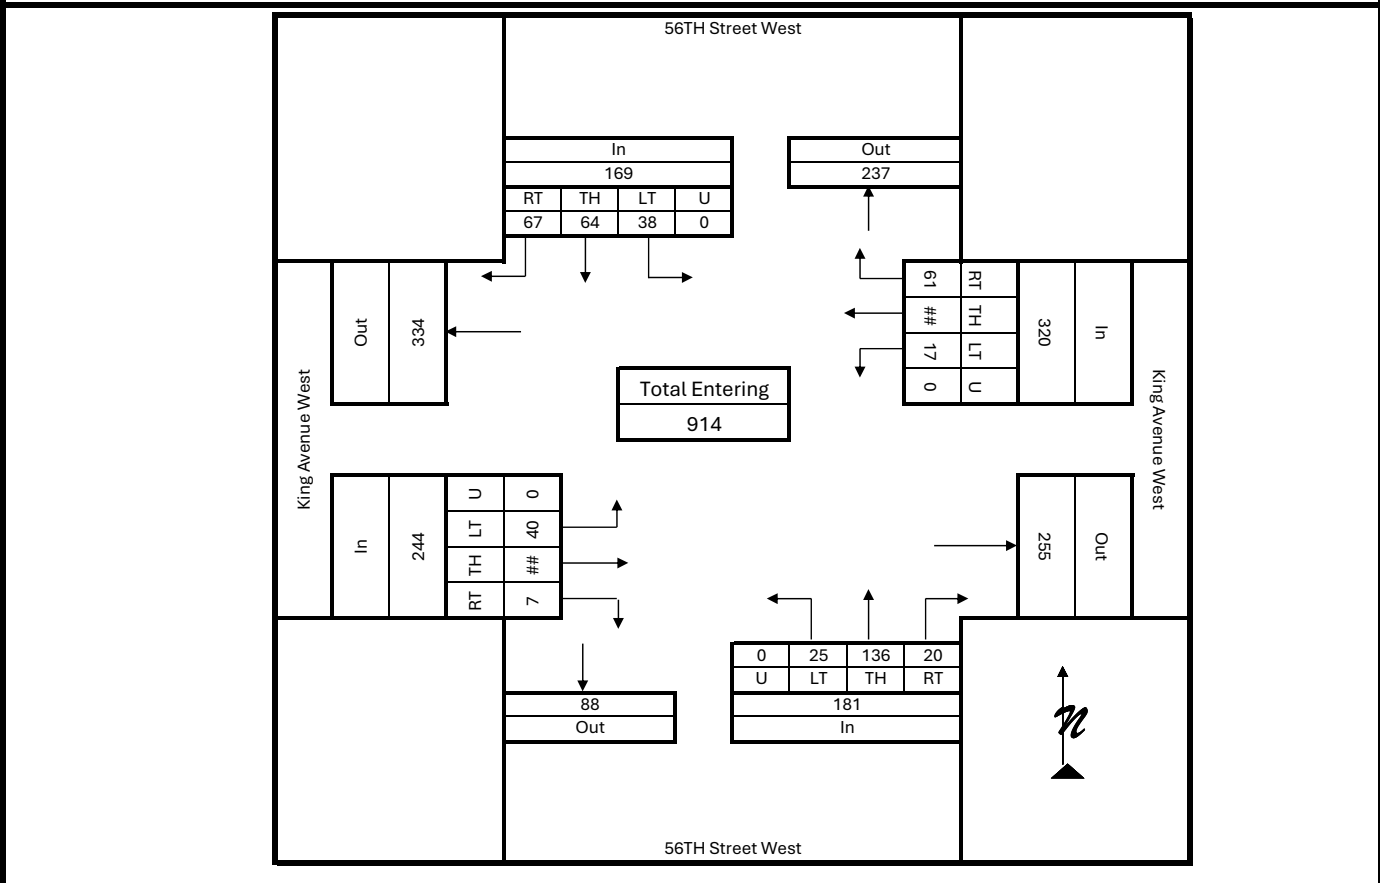 56TH Street West
In
169
RT TH LT U
67 64 38 0
Out
237
Out
334
King Avenue West
61 RT
## TH
17 LT
0 U
320
In
King Avenue West
Total Entering
914
In
244
U 0
LT 40
TH ##
RT 7
255
Out
0 25 136 20
U LT TH RT
181
In
88
Out
N
56TH Street West